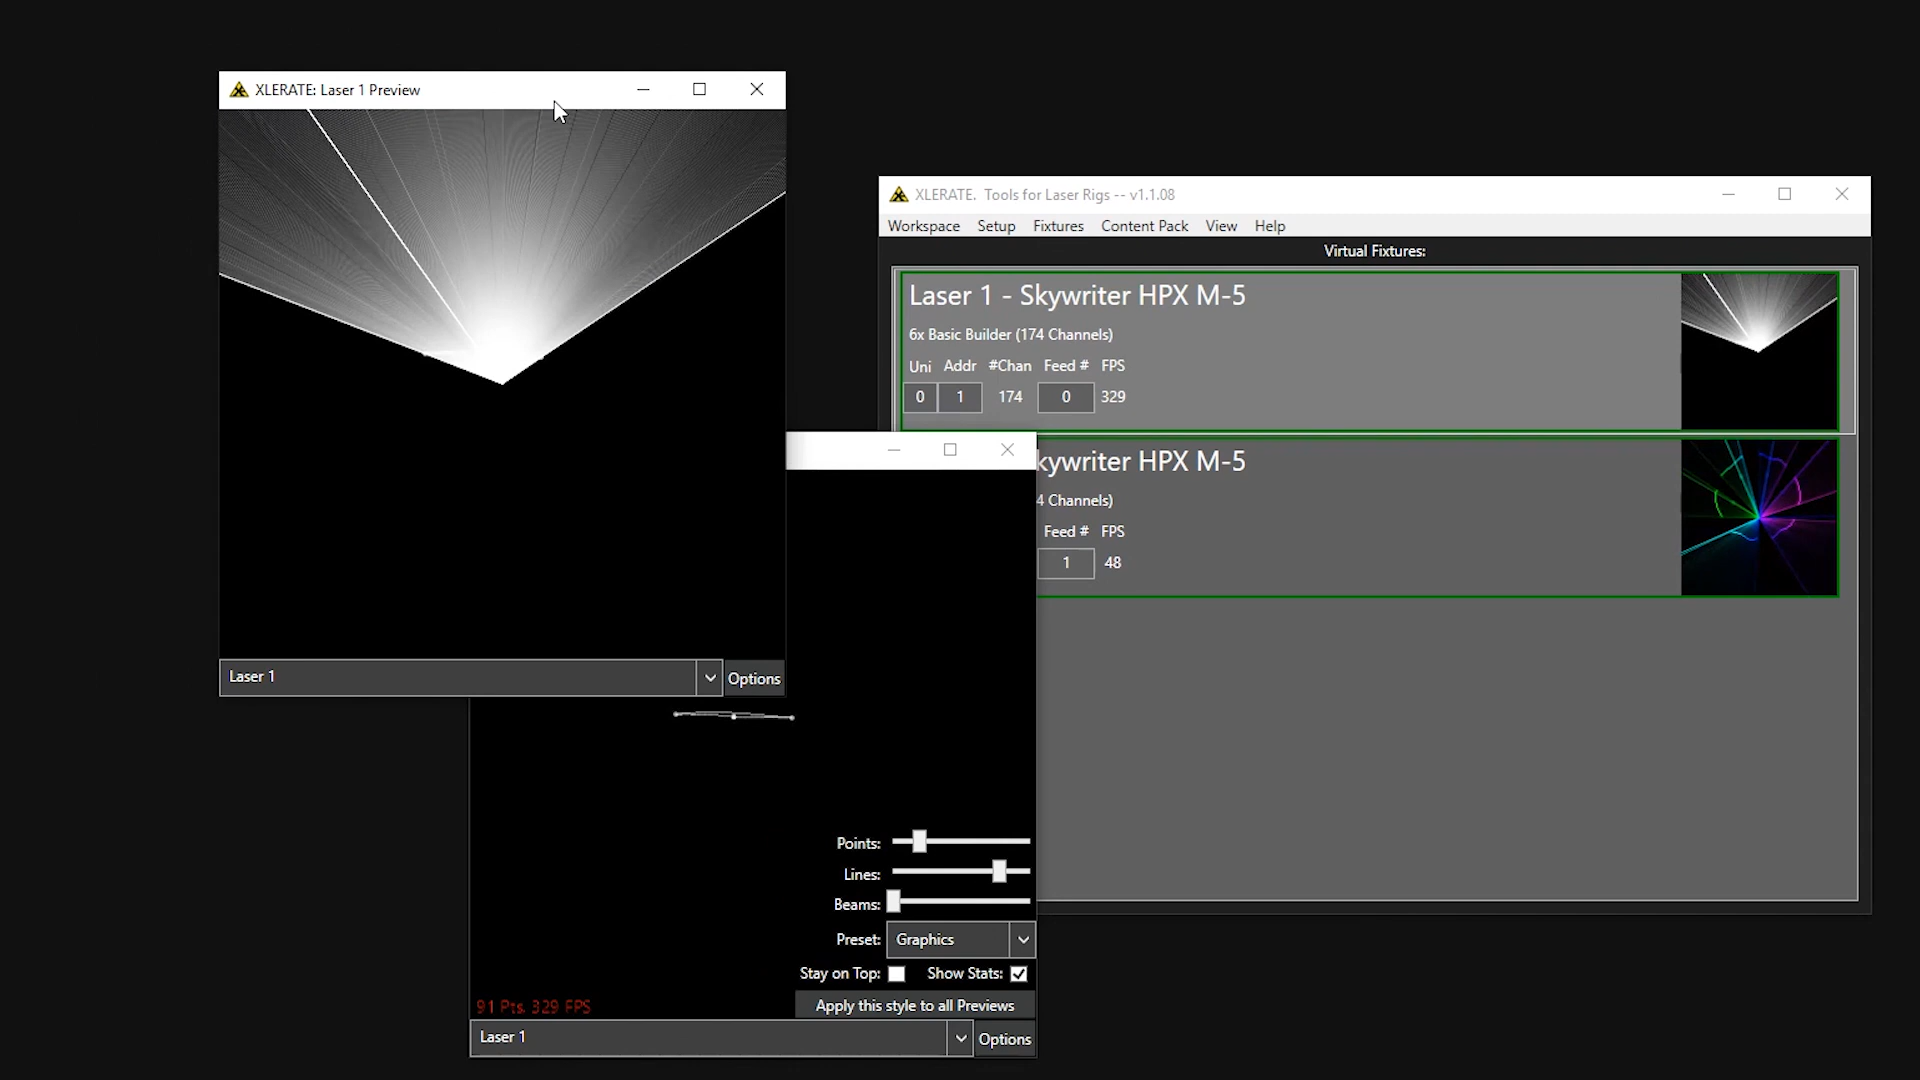 XLERATE: Laser 1 Preview
Laser 1
Options
XLERATE. Tools for Laser Rigs -- v1.1.08
Workspace Setup Fixtures Content Pack View Help
Virtual Fixtures:
Laser 1 - Skywriter HPX M-5
6x Basic Builder (174 Channels)
Uni Addr #Chan Feed # FPS
0 1 174 0 329
kywriter HPX M-5
4 Channels)
Feed # FPS
1 48
Points:
Lines:
Beams:
Preset: Graphics
Stay on Top: Show Stats:
91 Pts, 329 FPS
Apply this style to all Previews
Laser 1
Options